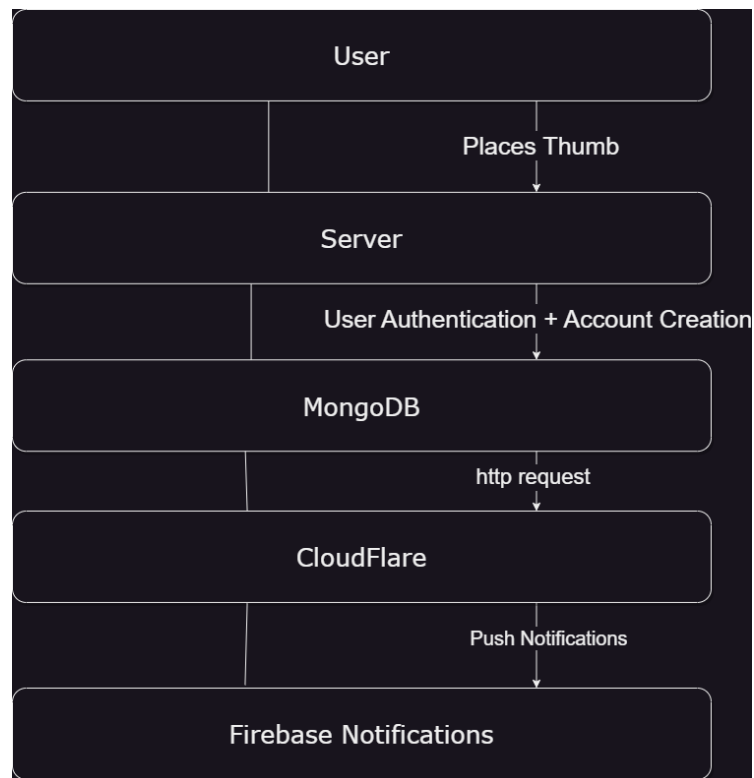 User
Places Thumb
Server
User Authentication + Account Creation
MongoDB
http request
CloudFlare
Push Notifications
Firebase Notifications